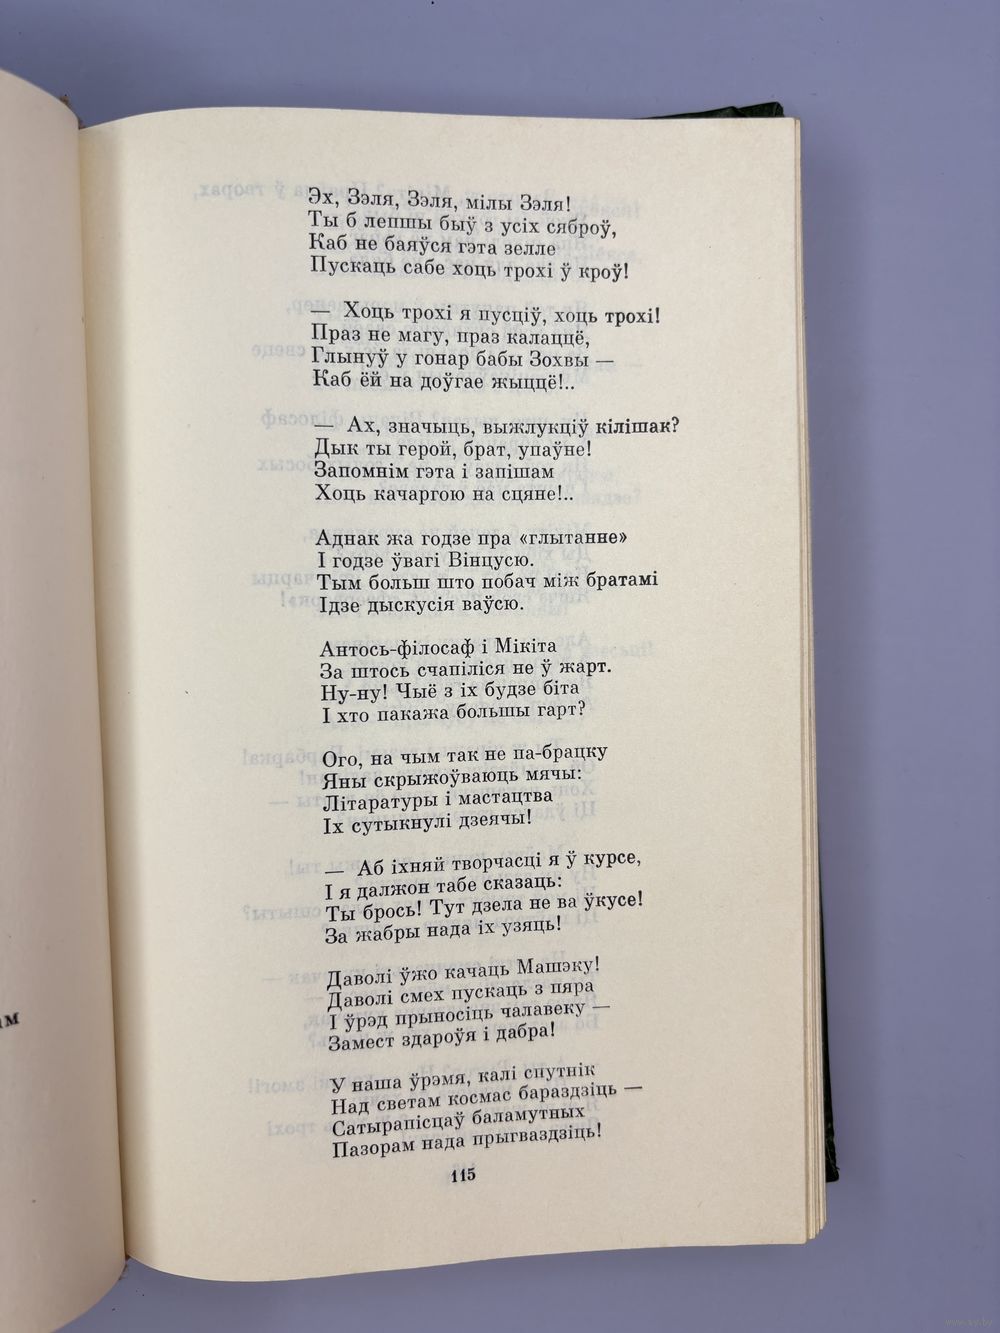 Эх, Зэля, Зэля, мілы Зэля!
Ты б лепшы быў з усіх сяброў,
Каб не баяўся гэта зелле
Пускаць сабе хоць трохі ў кроў!
— Хоць трохі я пусціў, хоць трохі!
Праз не магу, праз калаццё,
Глынуў у гонар бабы Зохвы —
Каб ёй на доўгае жыццё!..
— Ах, значыць, выжлукціў кілішак?
Дык ты герой, брат, упаўне!
Запомнім гэта і запішам
Хоць качаргою на сцяне!..
Аднак жа годзе пра «глытанне»
І годзе ўвагі Вінцусю.
Тым больш што побач між братамі
Ідзе дыскусія ваўсю.
Антось-філосаф і Мікіта
За штось счапіліся не ў жарт.
Ну-ну! Чыё з іх будзе біта
І хто пакажа большы гарт?
Ого, на чым так не па-брацку
Яны скрыжоўваюць мячы:
Літаратуры і мастацтва
Іх сутыкнулі дзеячы!
— Аб іхняй творчасці я ў курсе,
І я далжон табе сказаць:
Ты брось! Тут дзела не ва ўкусе!
За жабры нада іх узяць!
Даволі ўжо качаць Машэку!
Даволі смех пускаць з пяра
І ўрэд прыносіць чалавеку —
Замест здароўя і дабра!
У наша ўрэмя, калі спутнік
Над светам космас бараздзіць —
Сатырапісцаў баламутных
Пазорам нада прыгваздзіць!
115
ім